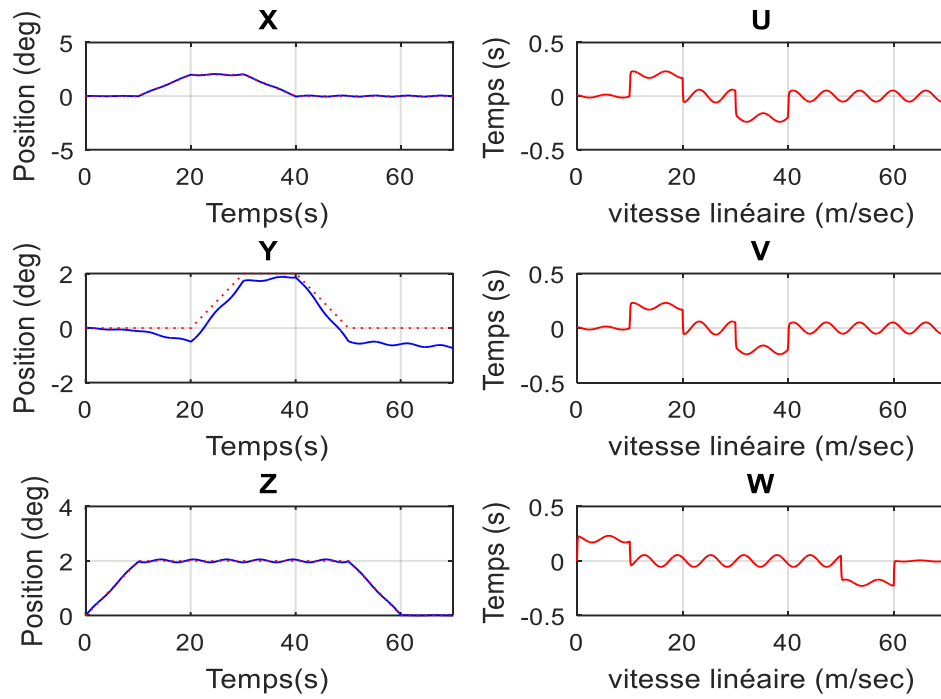 X
Position (deg)
5
0
-5
0 20 40 60
Temps(s)
U
Temps (s)
0.5
0
-0.5
0 20 40 60
vitesse linéaire (m/sec)
Y
Position (deg)
2
0
-2
0 20 40 60
Temps(s)
V
Temps (s)
0.5
0
-0.5
0 20 40 60
vitesse linéaire (m/sec)
Z
Position (deg)
4
2
0
0 20 40 60
Temps(s)
W
Temps (s)
0.5
0
-0.5
0 20 40 60
vitesse linéaire (m/sec)